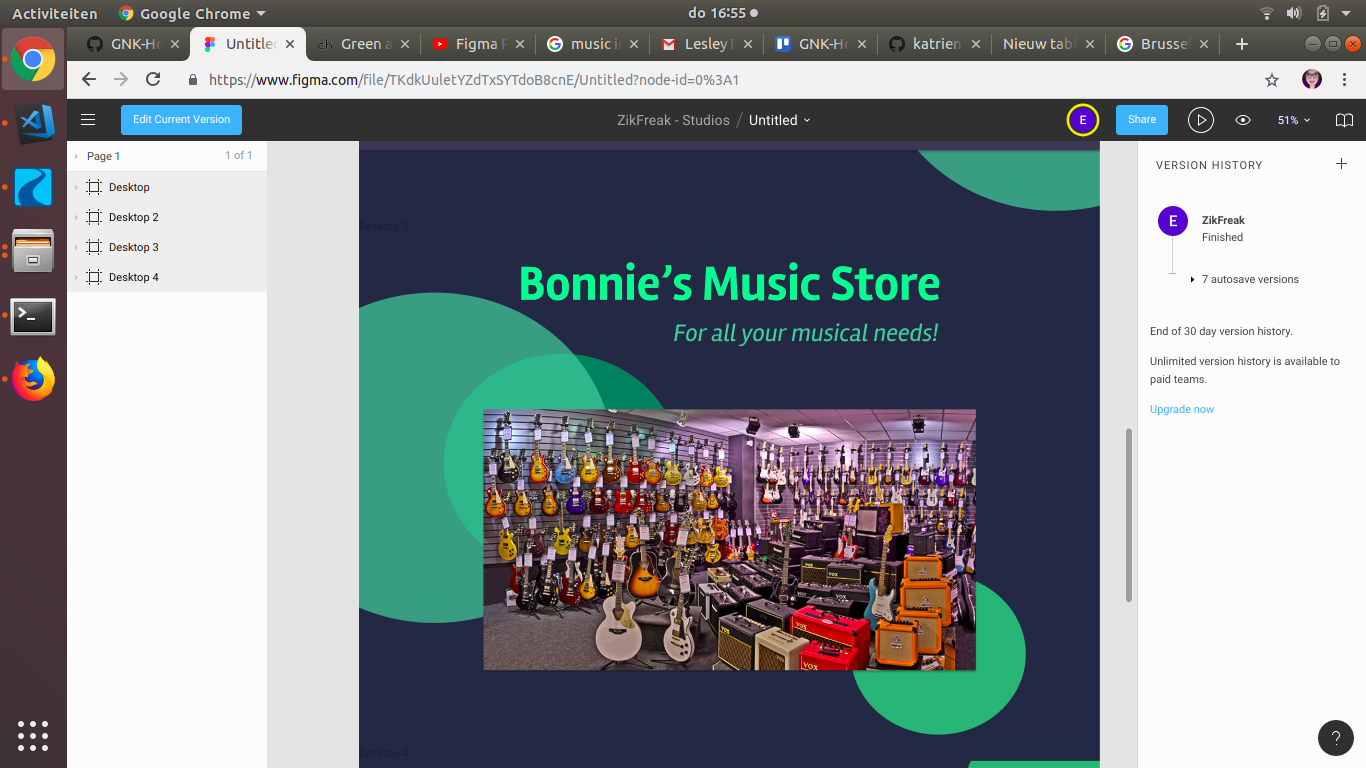 Activiteiten
Google Chrome
do 16:55
GNK-Ho
Untitled
Green a
Figma
music i
Lesley
GNK-Ho
katrien
Nieuw tab
Brussel
https://www.figma.com/file/TKdkUuletYZdTxSYTdoB8cnE/Untitled?node-id=0%3A1
Edit Current Version
ZikFreak - Studios / Untitled
E
Share
51%
Page 1
1 of 1
Desktop
Desktop 2
Desktop 3
Desktop 4
Desktop 3
Bonnie's Music Store
For all your musical needs!
VOX
VOX
VOX
Desktop 4
VERSION HISTORY
E
ZikFreak
Finished
7 autosave versions
End of 30 day version history.
Unlimited version history is available to
paid teams.
Upgrade now
?